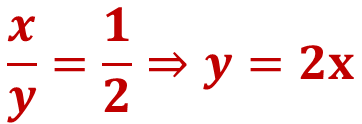 x/y = 1/2 ⇒ y = 2x